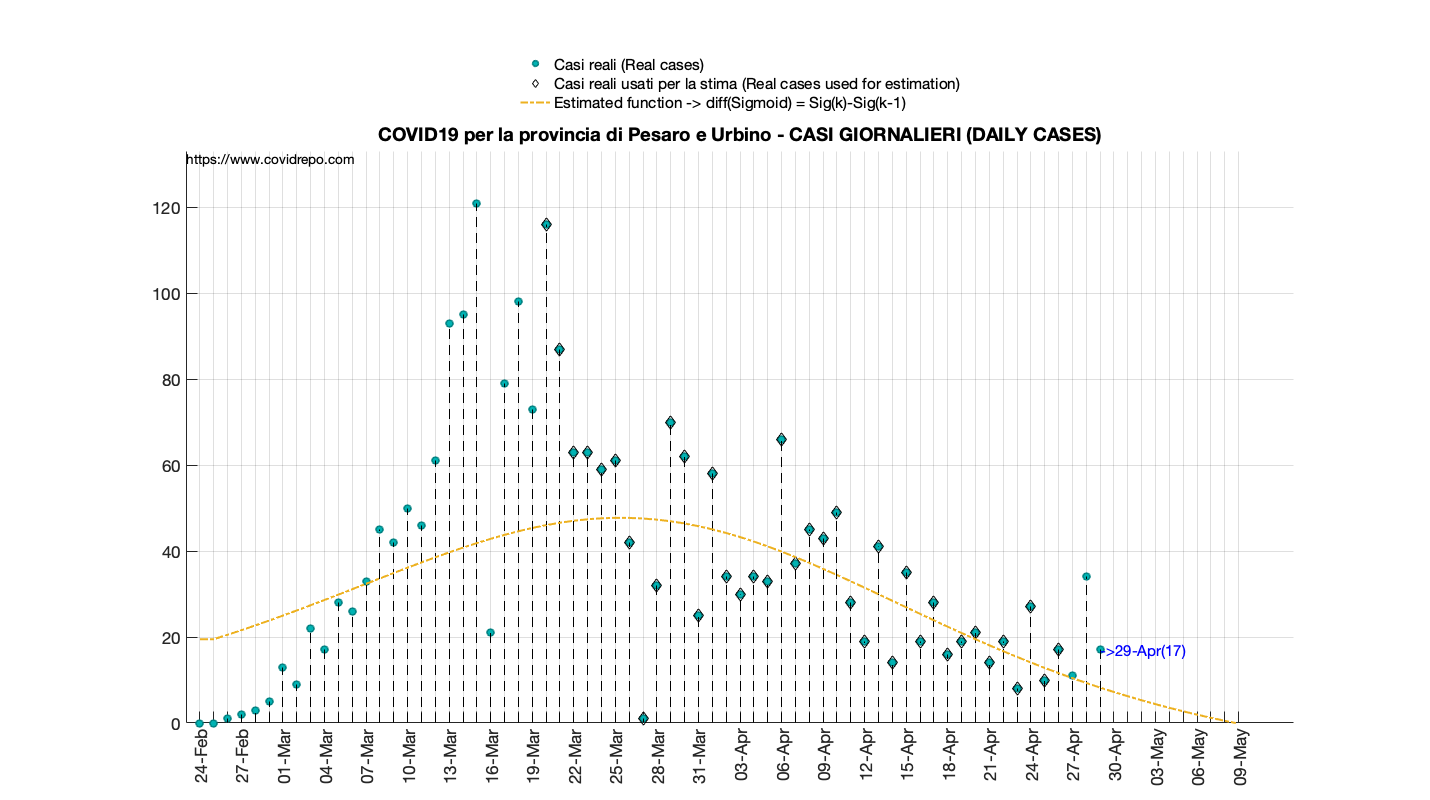 Casi reali (Real cases)
Casi reali usati per la stima (Real cases used for estimation)
Estimated function -> diff(Sigmoid) = Sig(k)-Sig(k-1)
COVID19 per la provincia di Pesaro e Urbino - CASI GIORNALIERI (DAILY CASES)
https://www.covidrepo.com
120
100
80
60
40
20
0
>29-Apr(17)
24-Feb
27-Feb
01-Mar
04-Mar
07-Mar
10-Mar
13-Mar
16-Mar
19-Mar
22-Mar
25-Mar
28-Mar
31-Mar
03-Apr
06-Apr
09-Apr
12-Apr
15-Apr
18-Apr
21-Apr
24-Apr
27-Apr
30-Apr
03-May
06-May
09-May